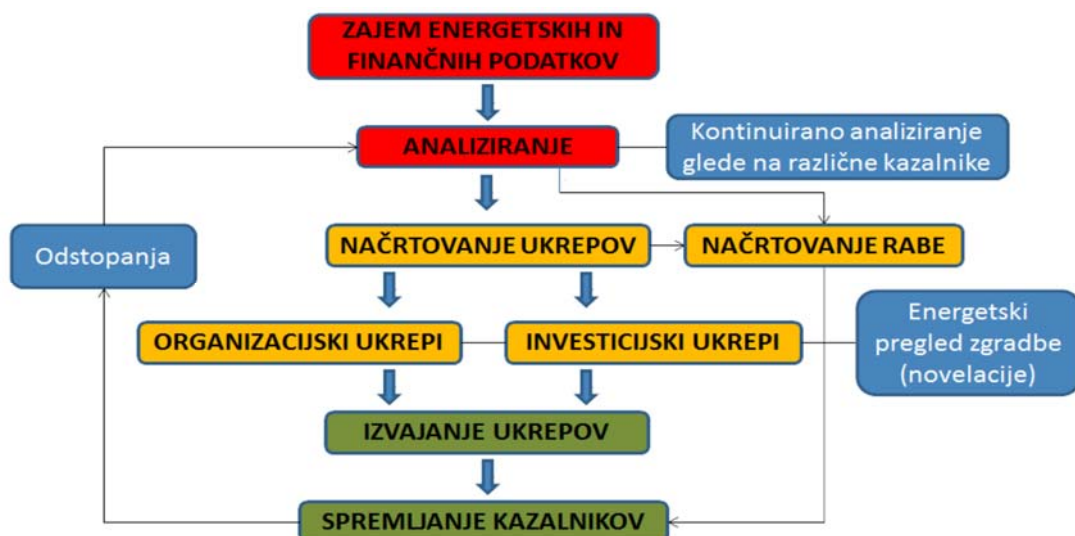 ZAJEM ENERGETSKIH IN
FINANČNIH PODATKOV
ANALIZIRANJE
Kontinuirano analiziranje
glede na različne kazalnike
NAČRTOVANJE UKREPOV
NAČRTOVANJE RABE
Odstopanja
ORGANIZACIJSKI UKREPI
INVESTICIJSKI UKREPI
Energetski
pregled zgradbe
(novelacije)
IZVAJANJE UKREPOV
SPREMLJANJE KAZALNIKOV